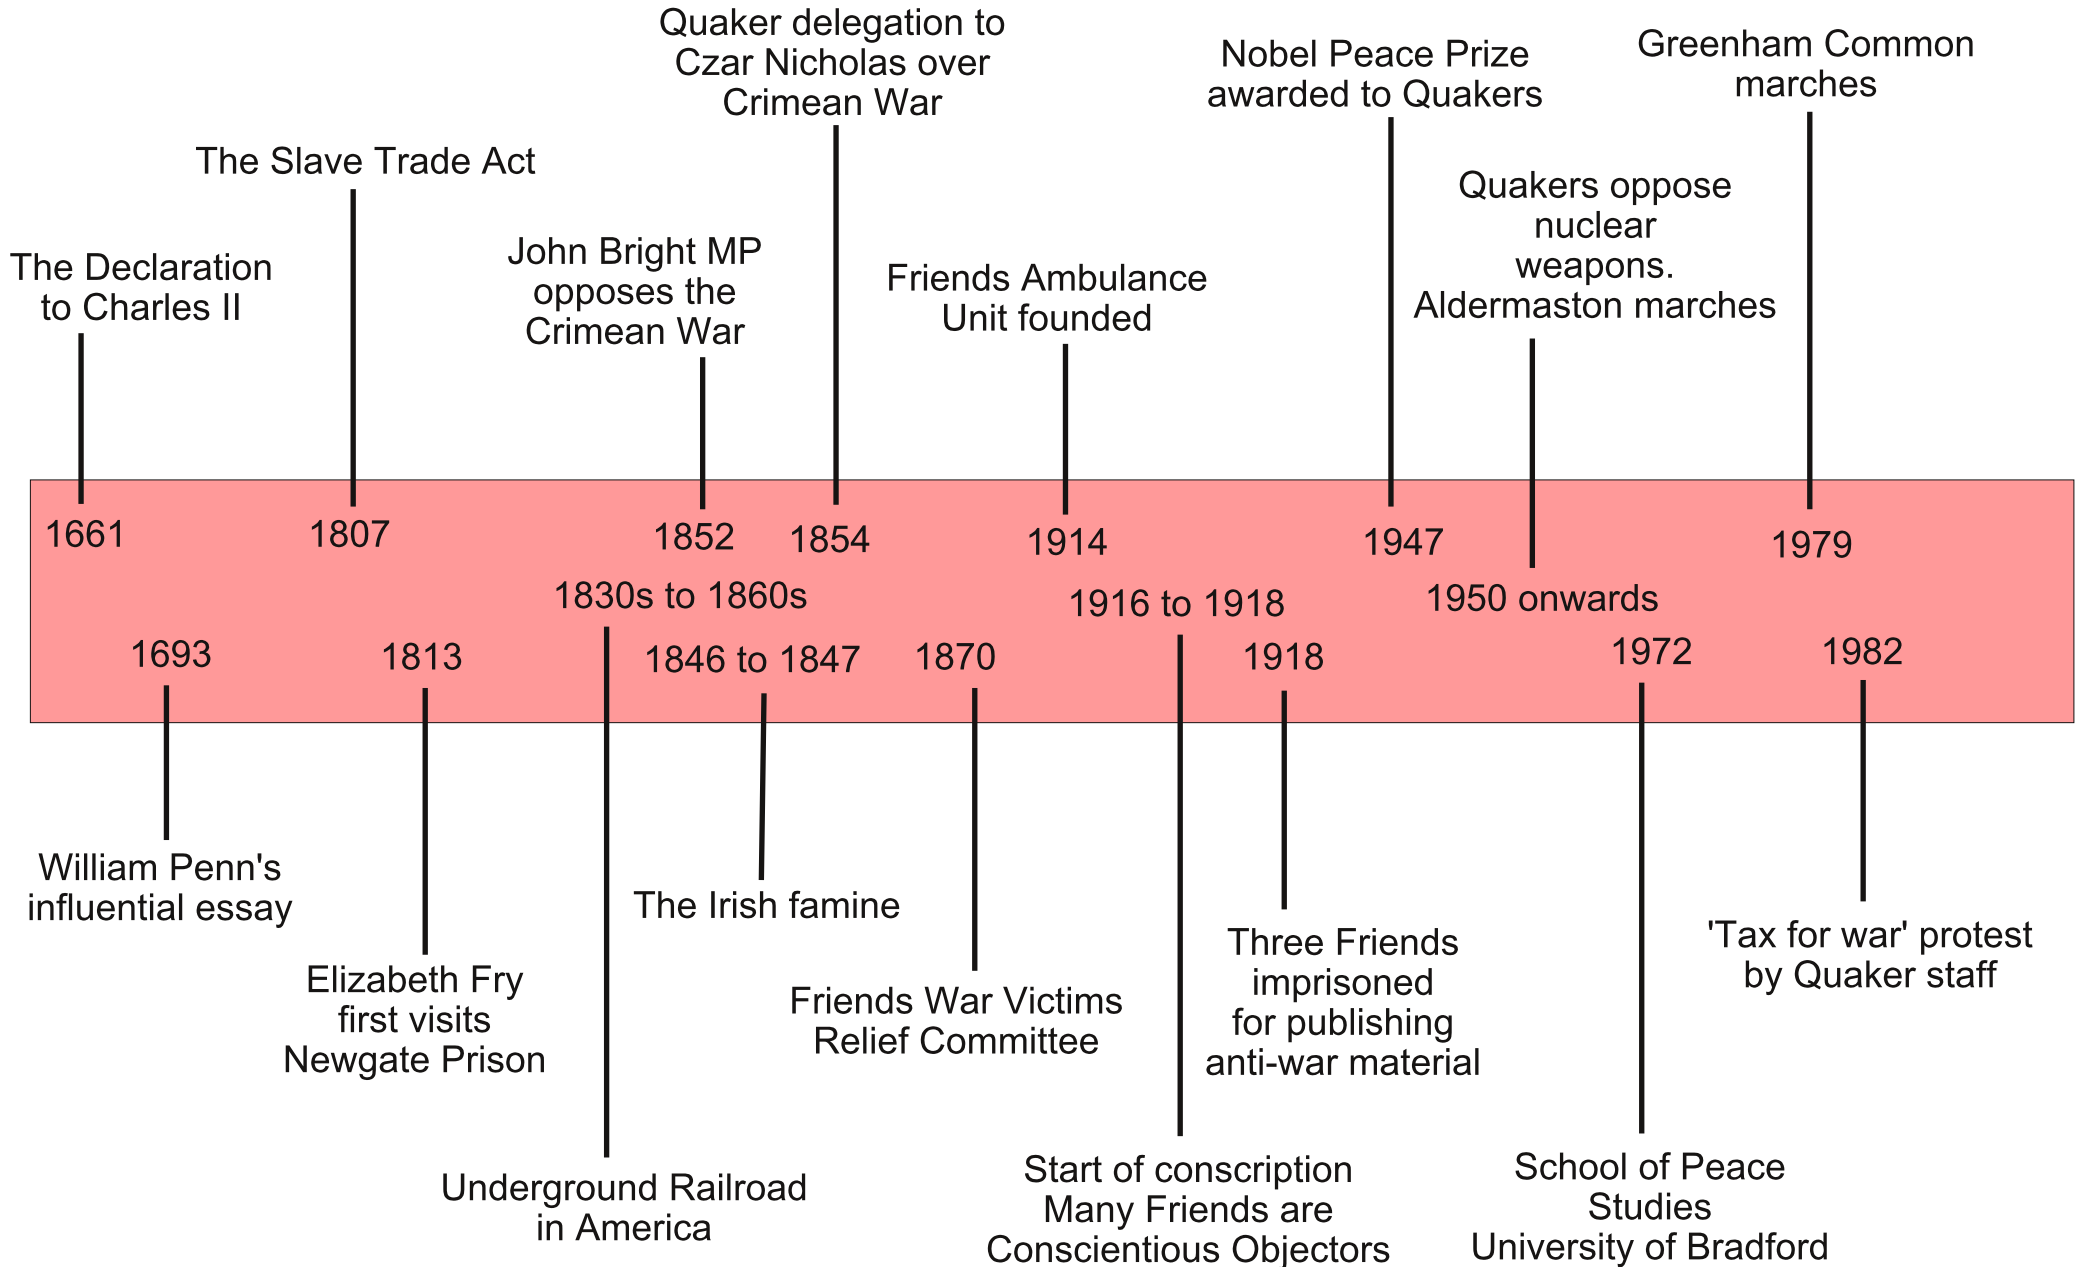 Quaker delegation to
Czar Nicholas over
Crimean War
Nobel Peace Prize
awarded to Quakers
Greenham Common
marches
The Slave Trade Act
Quakers oppose
nuclear
weapons.
Aldermaston marches
The Declaration
to Charles II
John Bright MP
opposes the
Crimean War
Friends Ambulance
Unit founded
1661
1807
1852
1854
1914
1947
1979
1830s to 1860s
1916 to 1918
1950 onwards
1693
1813
1846 to 1847
1870
1918
1972
1982
William Penn's
influential essay
The Irish famine
Elizabeth Fry
first visits
Newgate Prison
Friends War Victims
Relief Committee
Three Friends
imprisoned
for publishing
anti-war material
'Tax for war' protest
by Quaker staff
Underground Railroad
in America
Start of conscription
Many Friends are
Conscientious Objectors
School of Peace
Studies
University of Bradford